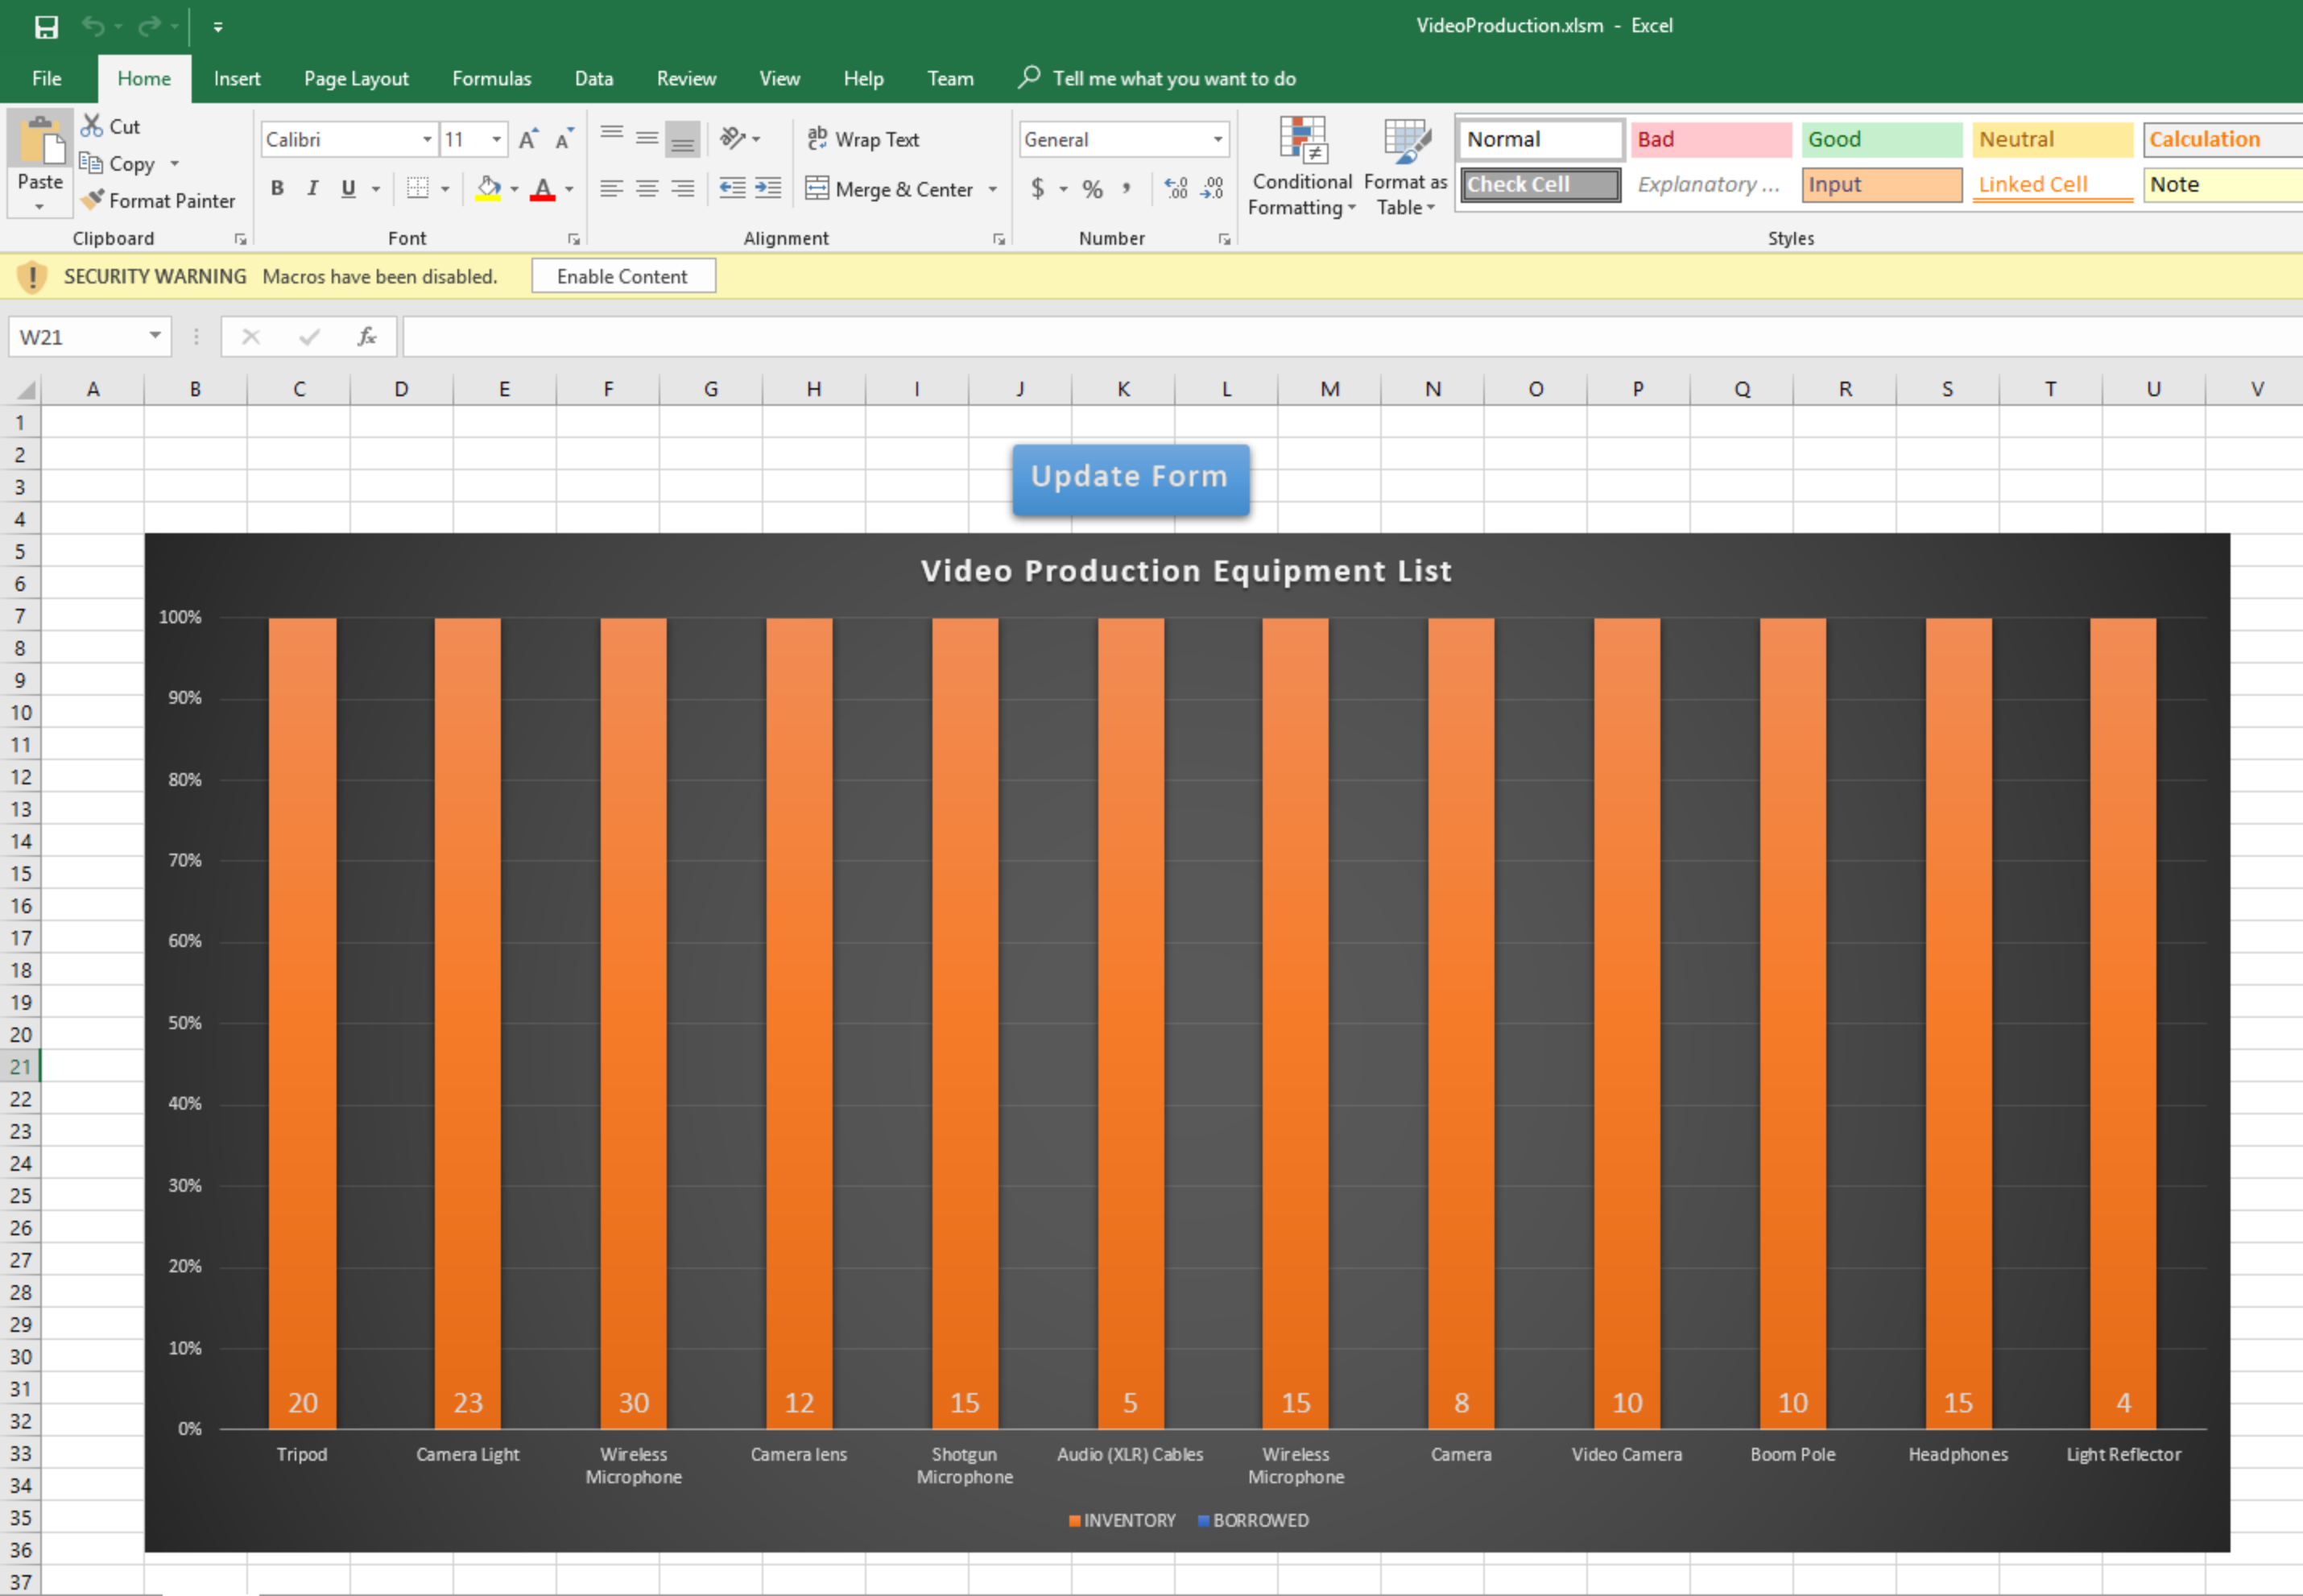 VideoProduction.xlsm - Excel
File Home Insert Page Layout Formulas Data Review View Help Team Tell me what you want to do
Paste
Cut
Copy
Format Painter
Clipboard
Calibri 11
B I U
Font
Wrap Text
Merge & Center
Alignment
General
$ % ,
Number
Conditional Formatting
Format as Table
Normal Bad Good Neutral Calculation
Check Cell Explanatory ... Input Linked Cell Note
Styles
SECURITY WARNING Macros have been disabled. Enable Content
W21 fx
A B C D E F G H I J K L M N O P Q R S T U V
1
2
3
4
5
6
7
8
9
10
11
12
13
14
15
16
17
18
19
20
21
22
23
24
25
26
27
28
29
30
31
32
33
34
35
36
37
Update Form
Video Production Equipment List
100%
90%
80%
70%
60%
50%
40%
30%
20%
10%
0%
20 23 30 12 15 5 15 8 10 10 15 4
Tripod
Camera Light
Wireless
Microphone
Camera lens
Shotgun
Microphone
Audio (XLR) Cables
Wireless
Microphone
Camera
Video Camera
Boom Pole
Headphones
Light Reflector
INVENTORY BORROWED